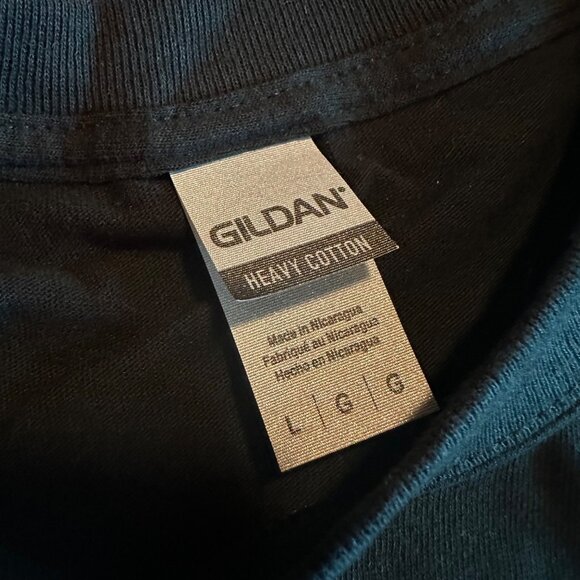 GILDAN®
HEAVY COTTON
Made in Nicaragua
Fabriqué au Nicaragua
Hecho en Nicaragua
L | G | G